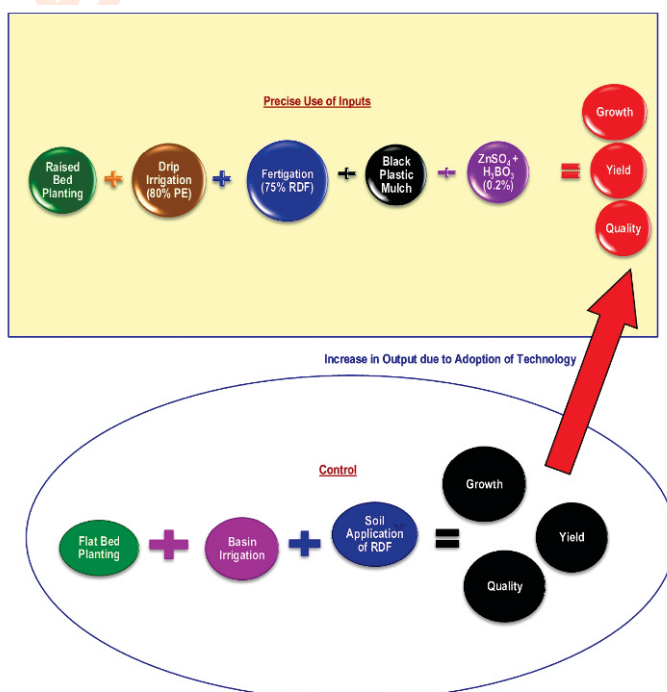 Precise Use of Inputs
Raised
Bed
Planting
+
Drip
Irrigation
(80% PE)
+
Fertigation
(75% RDF)
+
Black
Plastic
Mulch
+
ZnSO₄ +
H₃BO₃
(0.2%)
=
Growth
Yield
Quality
Increase in Output due to Adoption of Technology
Control
Flat Bed
Planting
+
Basin
Irrigation
+
Soil
Application
of RDF
=
Growth
Yield
Quality